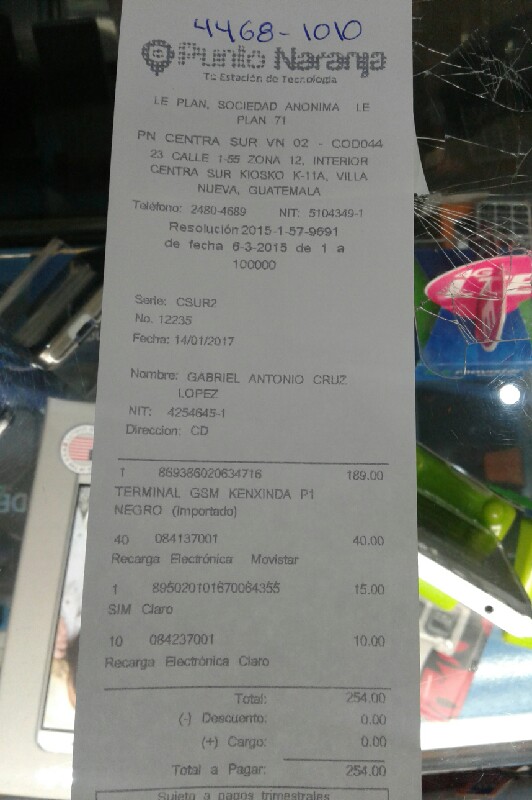 4468-1010
Punto Naranja
Tu Estación de Tecnología
I.E PLAN, SOCIEDAD ANONIMA I.E
PLAN 71
PN CENTRA SUR VN 02 - COD044
23 CALLE 1-55 ZONA 12, INTERIOR
CENTRA SUR KIOSKO K-11A, VILLA
NUEVA, GUATEMALA
Teléfono: 2480-4689 NIT: 5104349-1
Resolución 2015-1-57-9691
de fecha 6-3-2015 de 1 a
100000
Serie: CSUR2
No. 12235
Fecha: 14/01/2017
Nombre: GABRIEL ANTONIO CRUZ
LOPEZ
NIT: 4254645-1
Direccion: CD
1 869386020634716 189.00
TERMINAL GSM KENXINDA P1
NEGRO (Importado)
40 084137001 40.00
Recarga Electrónica Movistar
1 895020101670064355 15.00
SIM Claro
10 084237001 10.00
Recarga Electrónica Claro
Total: 254.00
(-) Descuento: 0.00
(+) Cargo: 0.00
Total a Pagar: 254.00
Sujeto a pagos trimestrales